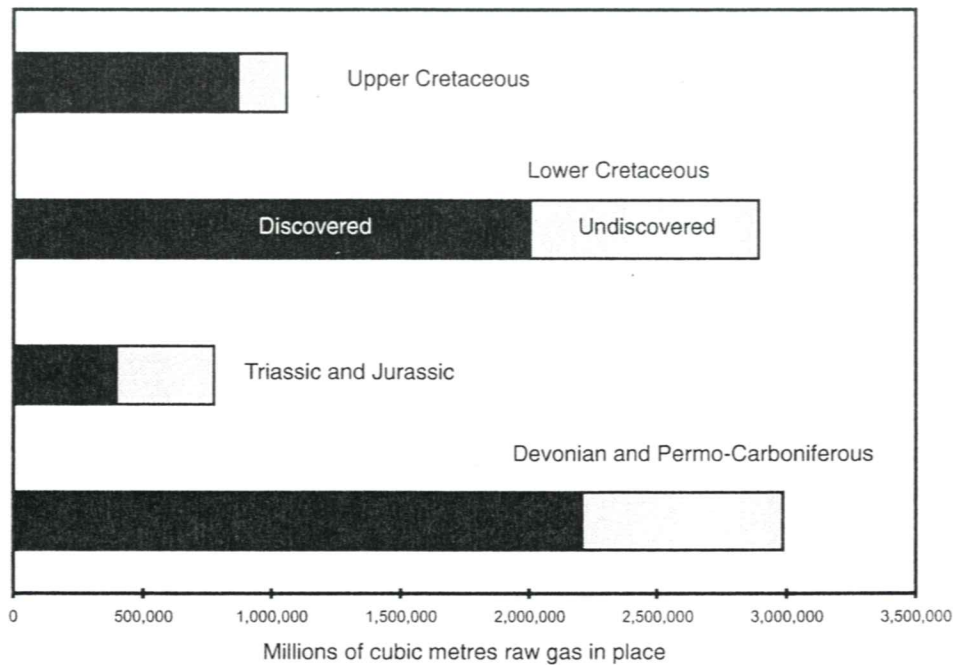 Upper Cretaceous
Lower Cretaceous
Discovered Undiscovered
Triassic and Jurassic
Devonian and Permo-Carboniferous
0 500,000 1,000,000 1,500,000 2,000,000 2,500,000 3,000,000 3,500,000
Millions of cubic metres raw gas in place